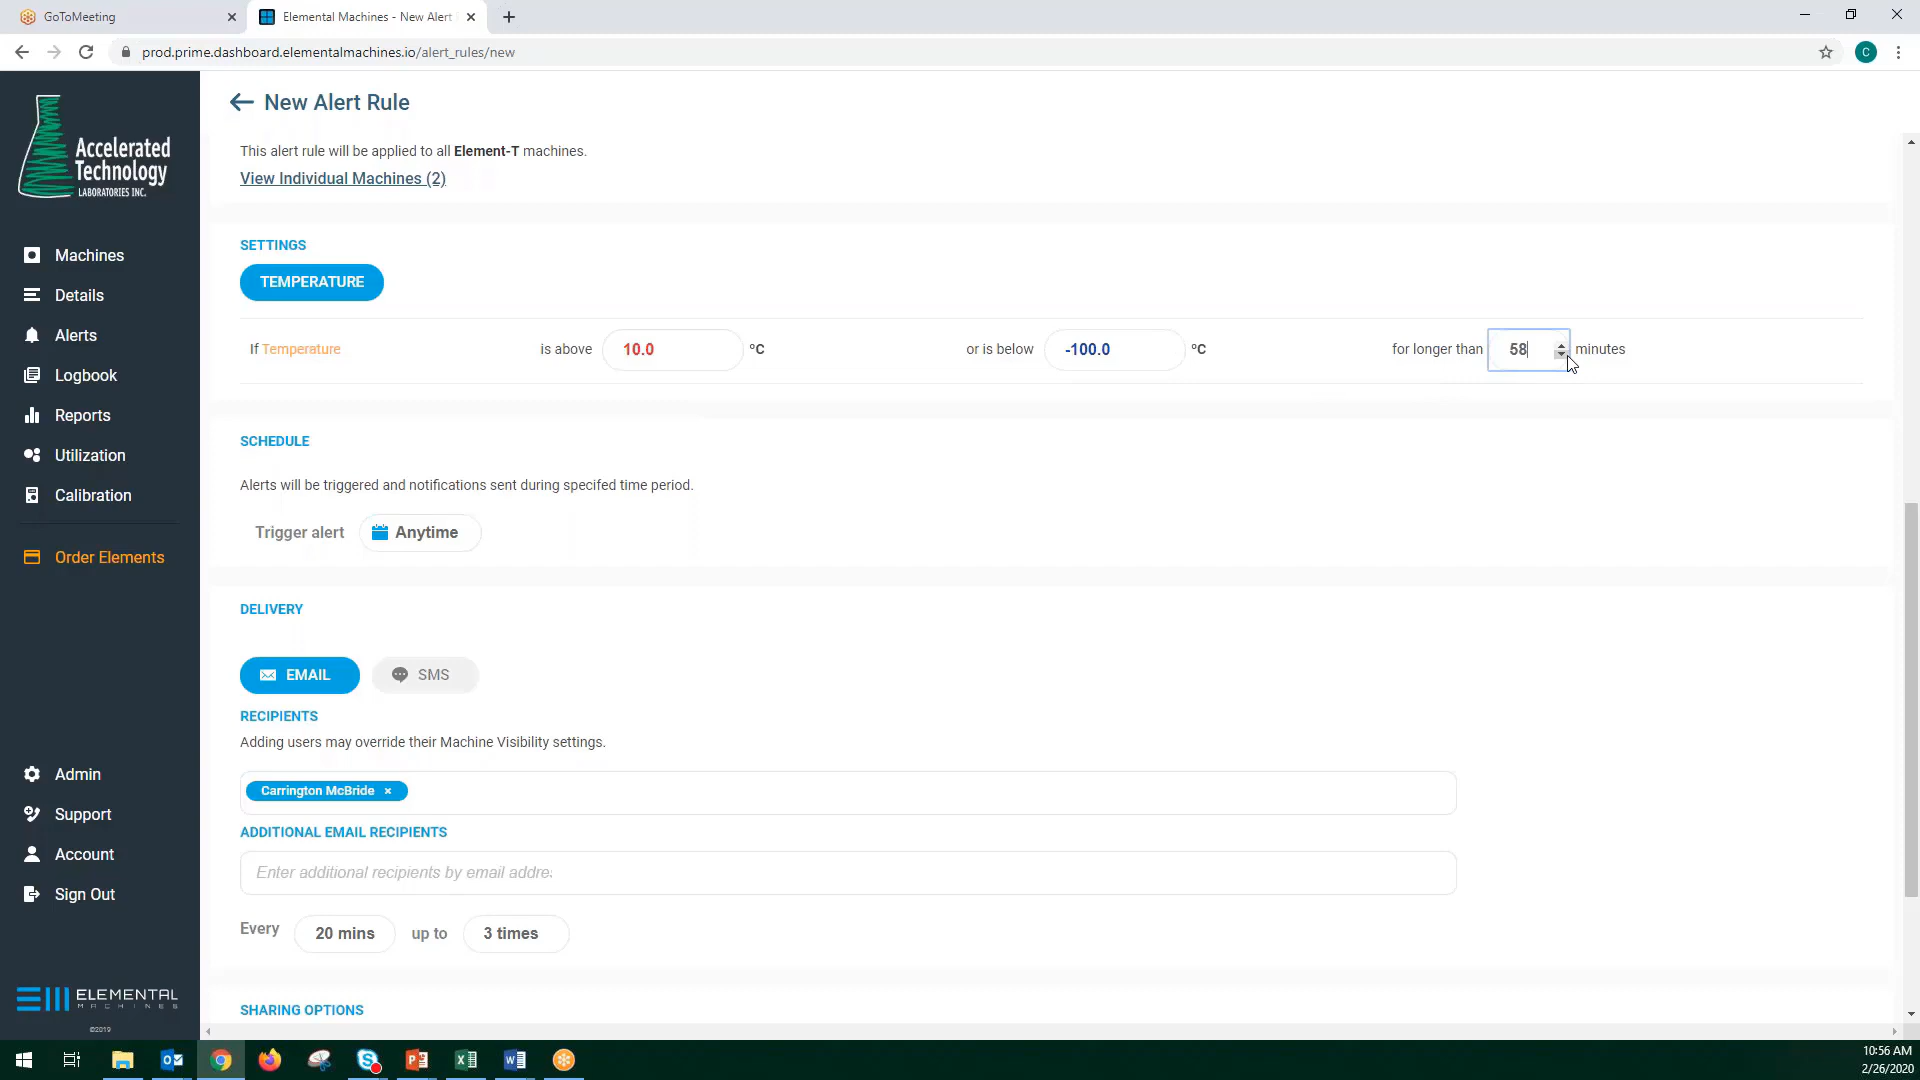 GoToMeeting
Elemental Machines - New Alert
prod.prime.dashboard.elementalmachines.io/alert_rules/new
C
Accelerated
Technology
LABORATORIES INC.
Machines
Details
Alerts
Logbook
Reports
Utilization
Calibration
Order Elements
Admin
Support
Account
Sign Out
ELEMENTAL
MACHINES
©2019
New Alert Rule
This alert rule will be applied to all Element-T machines.
View Individual Machines (2)
SETTINGS
TEMPERATURE
If Temperature is above 10.0 ºC or is below -100.0 ºC for longer than 58 minutes
SCHEDULE
Alerts will be triggered and notifications sent during specifed time period.
Trigger alert Anytime
DELIVERY
EMAIL SMS
RECIPIENTS
Adding users may override their Machine Visibility settings.
Carrington McBride ×
ADDITIONAL EMAIL RECIPIENTS
Enter additional recipients by email addre
Every 20 mins up to 3 times
SHARING OPTIONS
10:56 AM
2/26/2020